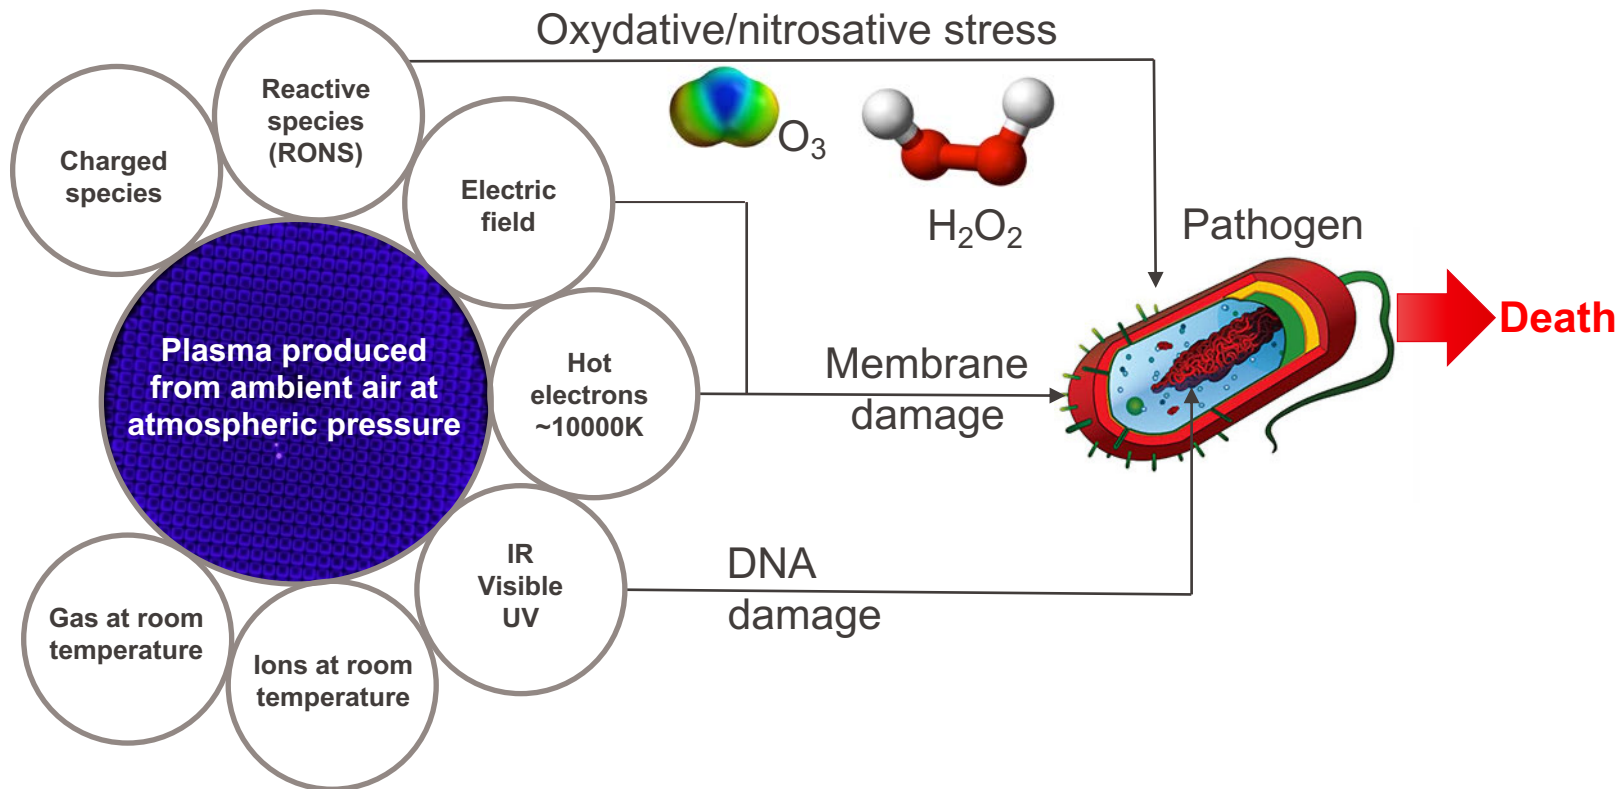 Oxydative/nitrosative stress
Reactive
species
(RONS)
Charged
species
Electric
field
O₃
H₂O₂
Pathogen
Death
Plasma produced
from ambient air at
atmospheric pressure
Hot
electrons
~10000K
Membrane
damage
IR
Visible
UV
DNA
damage
Gas at room
temperature
Ions at room
temperature